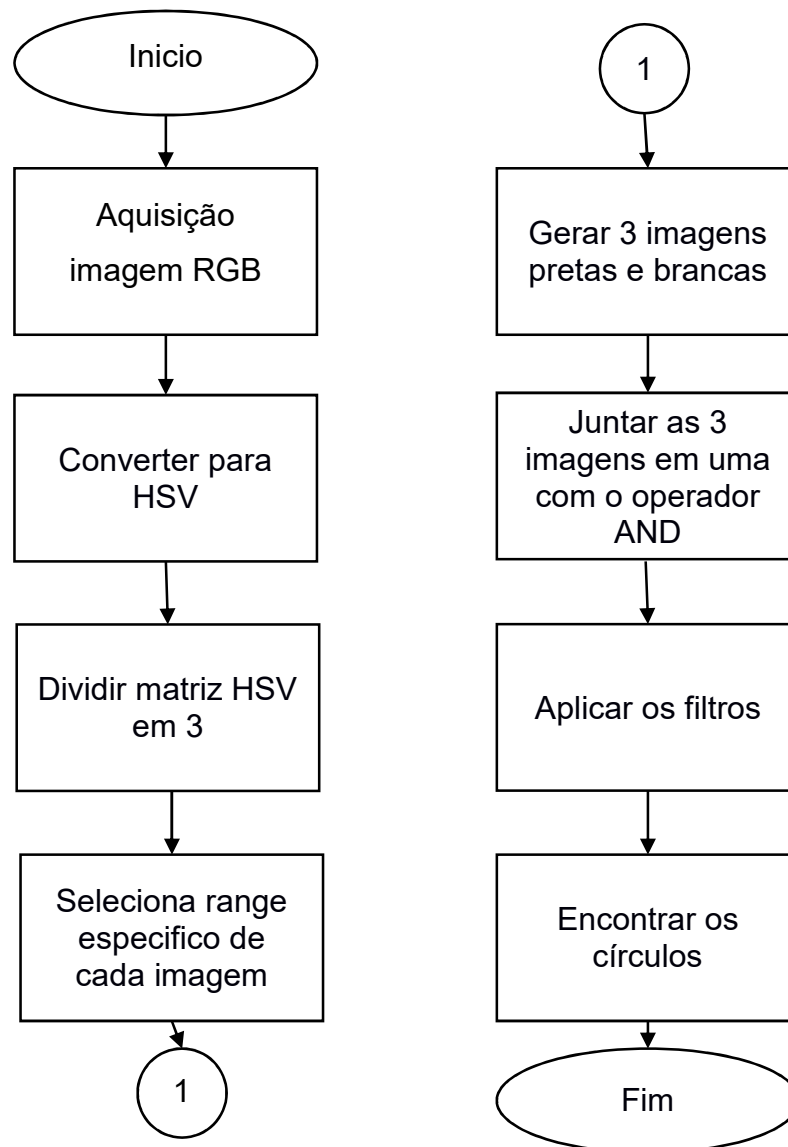 Inicio
Aquisição
imagem RGB
Converter para
HSV
Dividir matriz HSV
em 3
Seleciona range
especifico de
cada imagem
1
1
Gerar 3 imagens
pretas e brancas
Juntar as 3
imagens em uma
com o operador
AND
Aplicar os filtros
Encontrar os
círculos
Fim